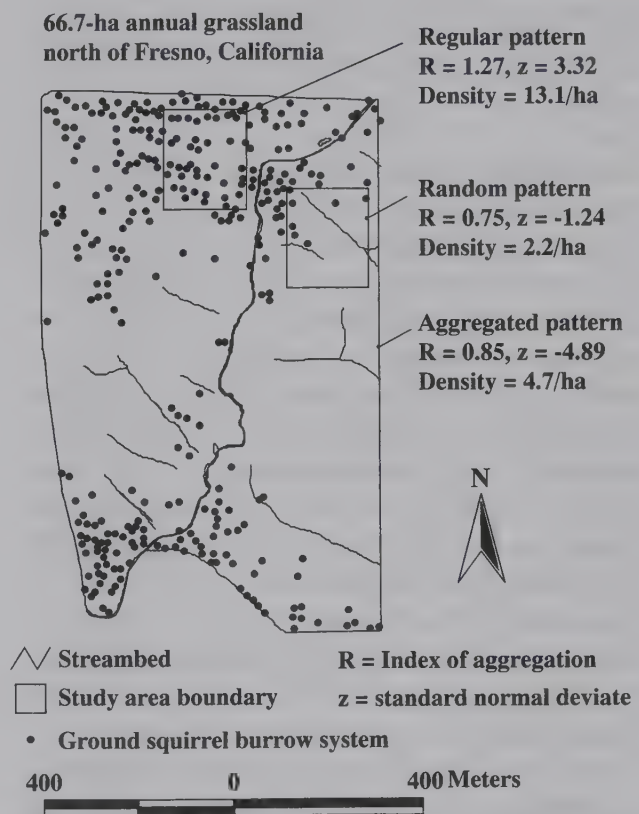 66.7-ha annual grassland
north of Fresno, California
Regular pattern
R = 1.27, z = 3.32
Density = 13.1/ha
Random pattern
R = 0.75, z = -1.24
Density = 2.2/ha
Aggregated pattern
R = 0.85, z = -4.89
Density = 4.7/ha
N
Streambed
R = Index of aggregation
Study area boundary
z = standard normal deviate
Ground squirrel burrow system
400 0 400 Meters